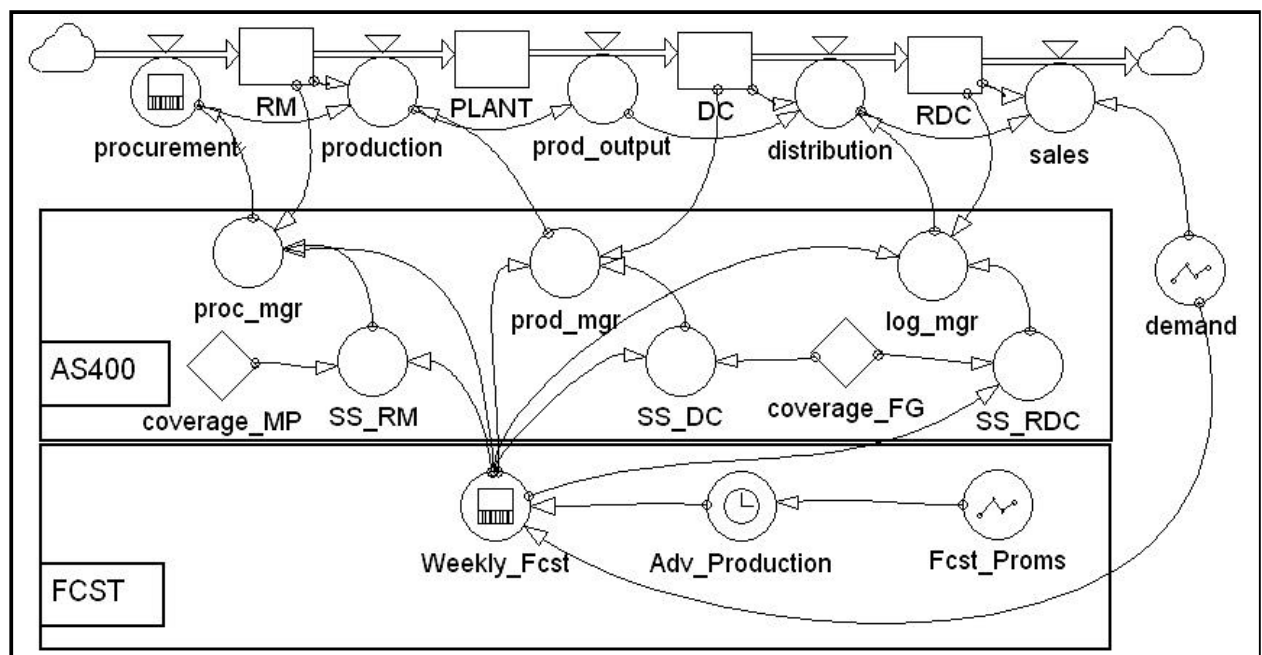 RM
PLANT
DC
RDC
procurement
production
prod_output
distribution
sales
proc_mgr
prod_mgr
log_mgr
demand
AS400
coverage_MP
SS_RM
SS_DC
coverage_FG
SS_RDC
Weekly_Fcst
Adv_Production
Fcst_Proms
FCST